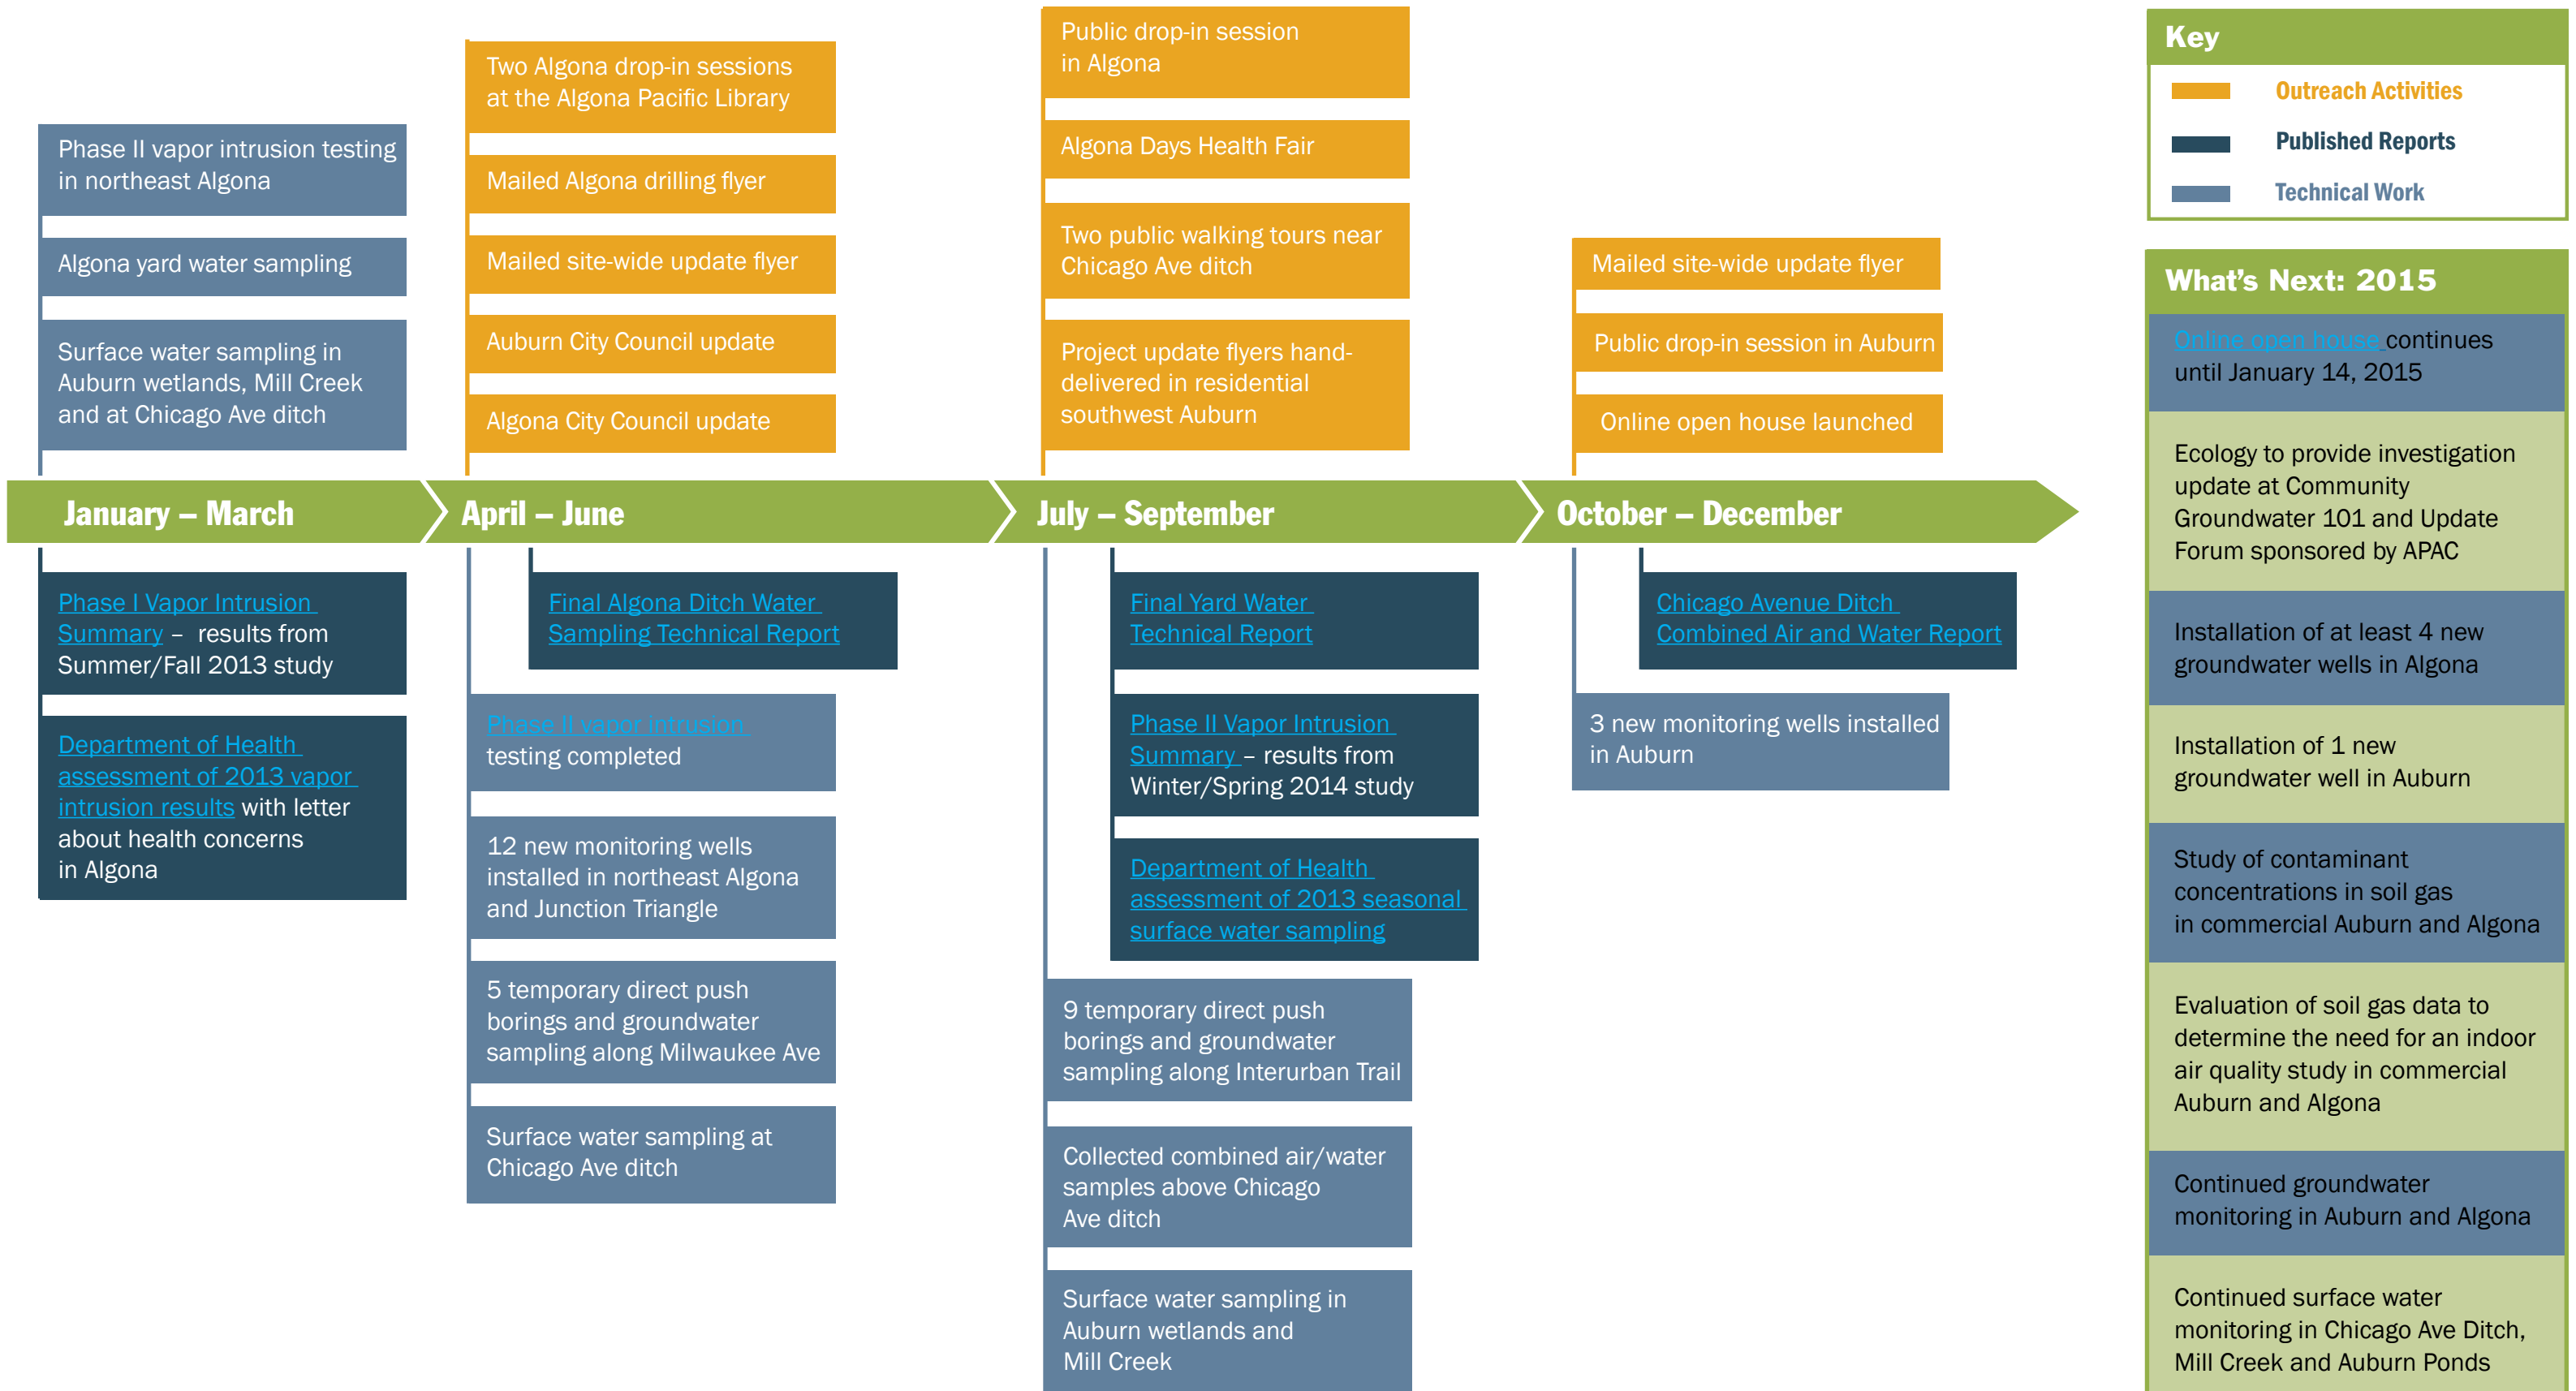 Phase II vapor intrusion testing
in northeast Algona
Algona yard water sampling
Surface water sampling in
Auburn wetlands, Mill Creek
and at Chicago Ave ditch
Two Algona drop-in sessions
at the Algona Pacific Library
Mailed Algona drilling flyer
Mailed site-wide update flyer
Auburn City Council update
Algona City Council update
Public drop-in session
in Algona
Algona Days Health Fair
Two public walking tours near
Chicago Ave ditch
Project update flyers hand-
delivered in residential
southwest Auburn
Mailed site-wide update flyer
Public drop-in session in Auburn
Online open house launched
January – March
April – June
July – September
October – December
Phase I Vapor Intrusion
Summary – results from
Summer/Fall 2013 study
Department of Health
assessment of 2013 vapor
intrusion results with letter
about health concerns
in Algona
Final Algona Ditch Water
Sampling Technical Report
Phase II vapor intrusion
testing completed
12 new monitoring wells
installed in northeast Algona
and Junction Triangle
5 temporary direct push
borings and groundwater
sampling along Milwaukee Ave
Surface water sampling at
Chicago Ave ditch
Final Yard Water
Technical Report
Phase II Vapor Intrusion
Summary – results from
Winter/Spring 2014 study
Department of Health
assessment of 2013 seasonal
surface water sampling
9 temporary direct push
borings and groundwater
sampling along Interurban Trail
Collected combined air/water
samples above Chicago
Ave ditch
Surface water sampling in
Auburn wetlands and
Mill Creek
Chicago Avenue Ditch
Combined Air and Water Report
3 new monitoring wells installed
in Auburn
Key
Outreach Activities
Published Reports
Technical Work
What's Next: 2015
Online open house continues
until January 14, 2015
Ecology to provide investigation
update at Community
Groundwater 101 and Update
Forum sponsored by APAC
Installation of at least 4 new
groundwater wells in Algona
Installation of 1 new
groundwater well in Auburn
Study of contaminant
concentrations in soil gas
in commercial Auburn and Algona
Evaluation of soil gas data to
determine the need for an indoor
air quality study in commercial
Auburn and Algona
Continued groundwater
monitoring in Auburn and Algona
Continued surface water
monitoring in Chicago Ave Ditch,
Mill Creek and Auburn Ponds